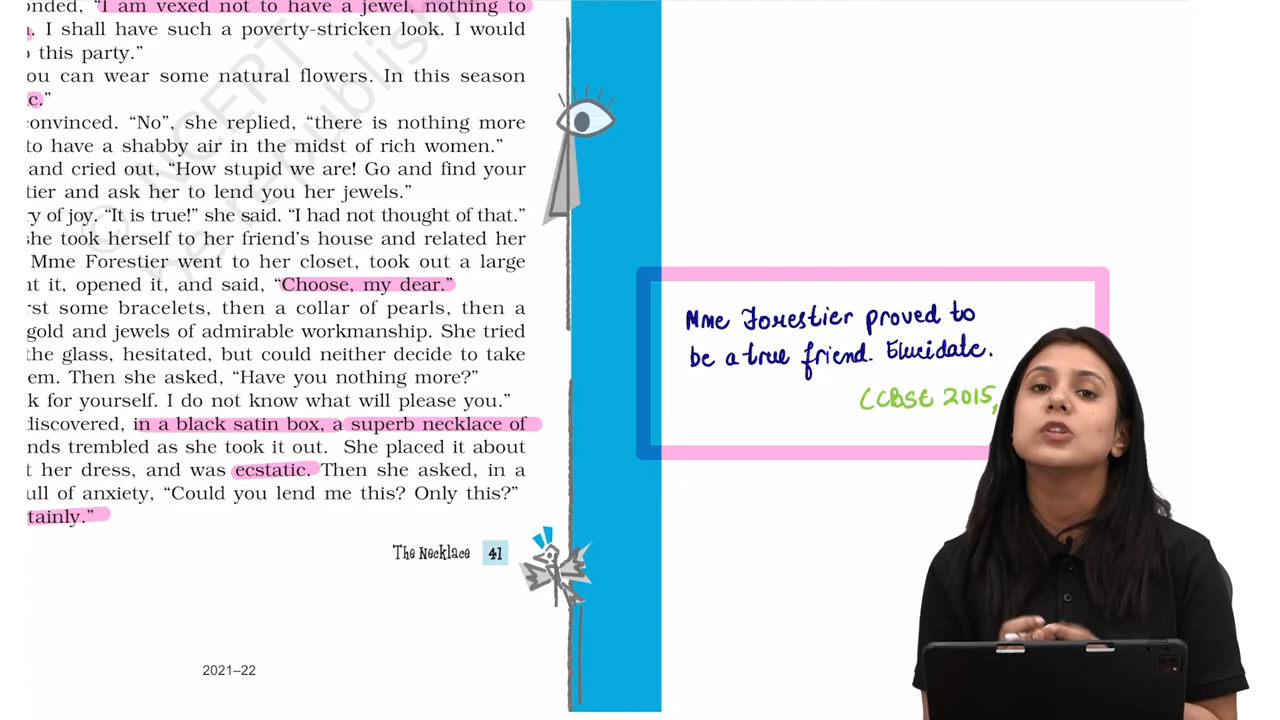 onded, “I am vexed not to have a jewel, nothing to
. I shall have such a poverty-stricken look. I would
this party.”
ou can wear some natural flowers. In this season
c.”
convinced. “No”, she replied, “there is nothing more
to have a shabby air in the midst of rich women.”
and cried out, “How stupid we are! Go and find your
tier and ask her to lend you her jewels.”
ry of joy. “It is true!” she said. “I had not thought of that.”
she took herself to her friend’s house and related her
Mme Forestier went to her closet, took out a large
ht it, opened it, and said, “Choose, my dear.”
rst some bracelets, then a collar of pearls, then a
gold and jewels of admirable workmanship. She tried
the glass, hesitated, but could neither decide to take
em. Then she asked, “Have you nothing more?”
k for yourself. I do not know what will please you.”
discovered, in a black satin box, a superb necklace of
nds trembled as she took it out. She placed it about
t her dress, and was ecstatic. Then she asked, in a
ull of anxiety, “Could you lend me this? Only this?”
tainly.”
The Necklace 41
2021–22
© NCERT
be republish
Mme Forestier proved to
be a true friend. Elucidate.
(CBSE 2015,